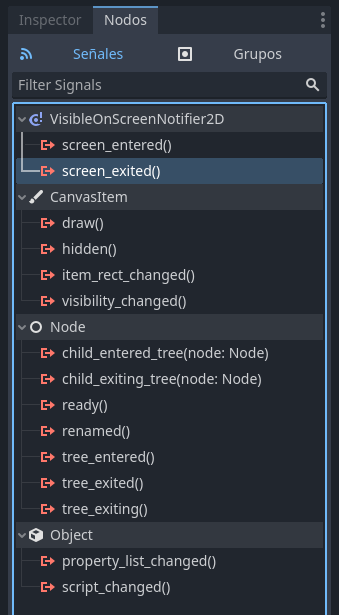 Inspector Nodos
Señales Grupos
Filter Signals
VisibleOnScreenNotifier2D
screen_entered()
screen_exited()
CanvasItem
draw()
hidden()
item_rect_changed()
visibility_changed()
Node
child_entered_tree(node: Node)
child_exiting_tree(node: Node)
ready()
renamed()
tree_entered()
tree_exited()
tree_exiting()
Object
property_list_changed()
script_changed()